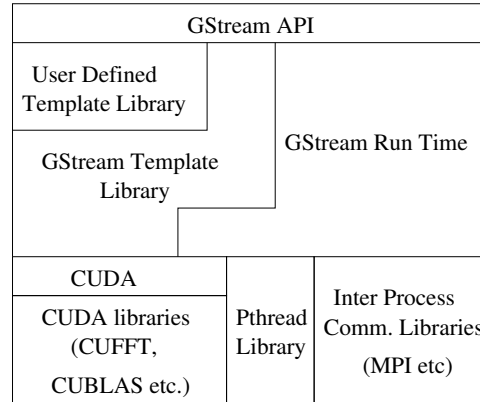 GStream API
User Defined
Template Library
GStream Template
Library
GStream Run Time
CUDA
CUDA libraries
(CUFFT,
CUBLAS etc.)
Pthread
Library
Inter Process
Comm. Libraries
(MPI etc)